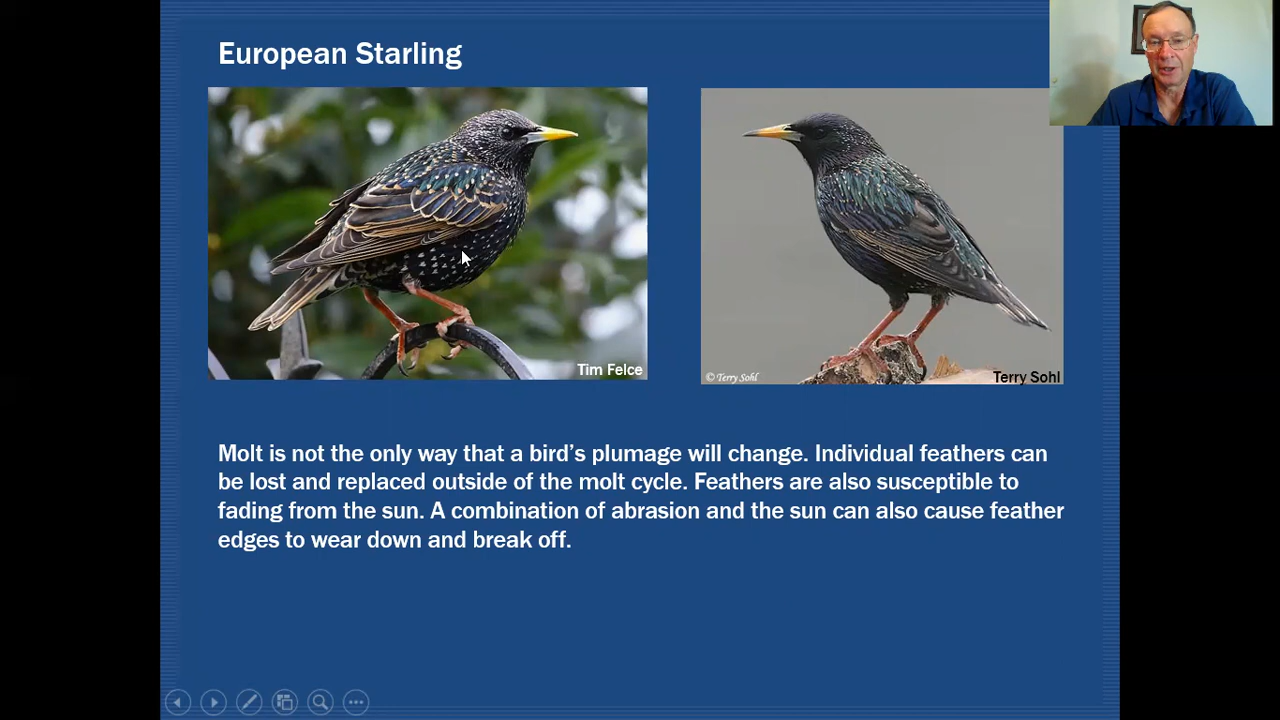 European Starling
Tim Felce
© Terry Sohl
Terry Sohl
Molt is not the only way that a bird’s plumage will change. Individual feathers can
be lost and replaced outside of the molt cycle. Feathers are also susceptible to
fading from the sun. A combination of abrasion and the sun can also cause feather
edges to wear down and break off.